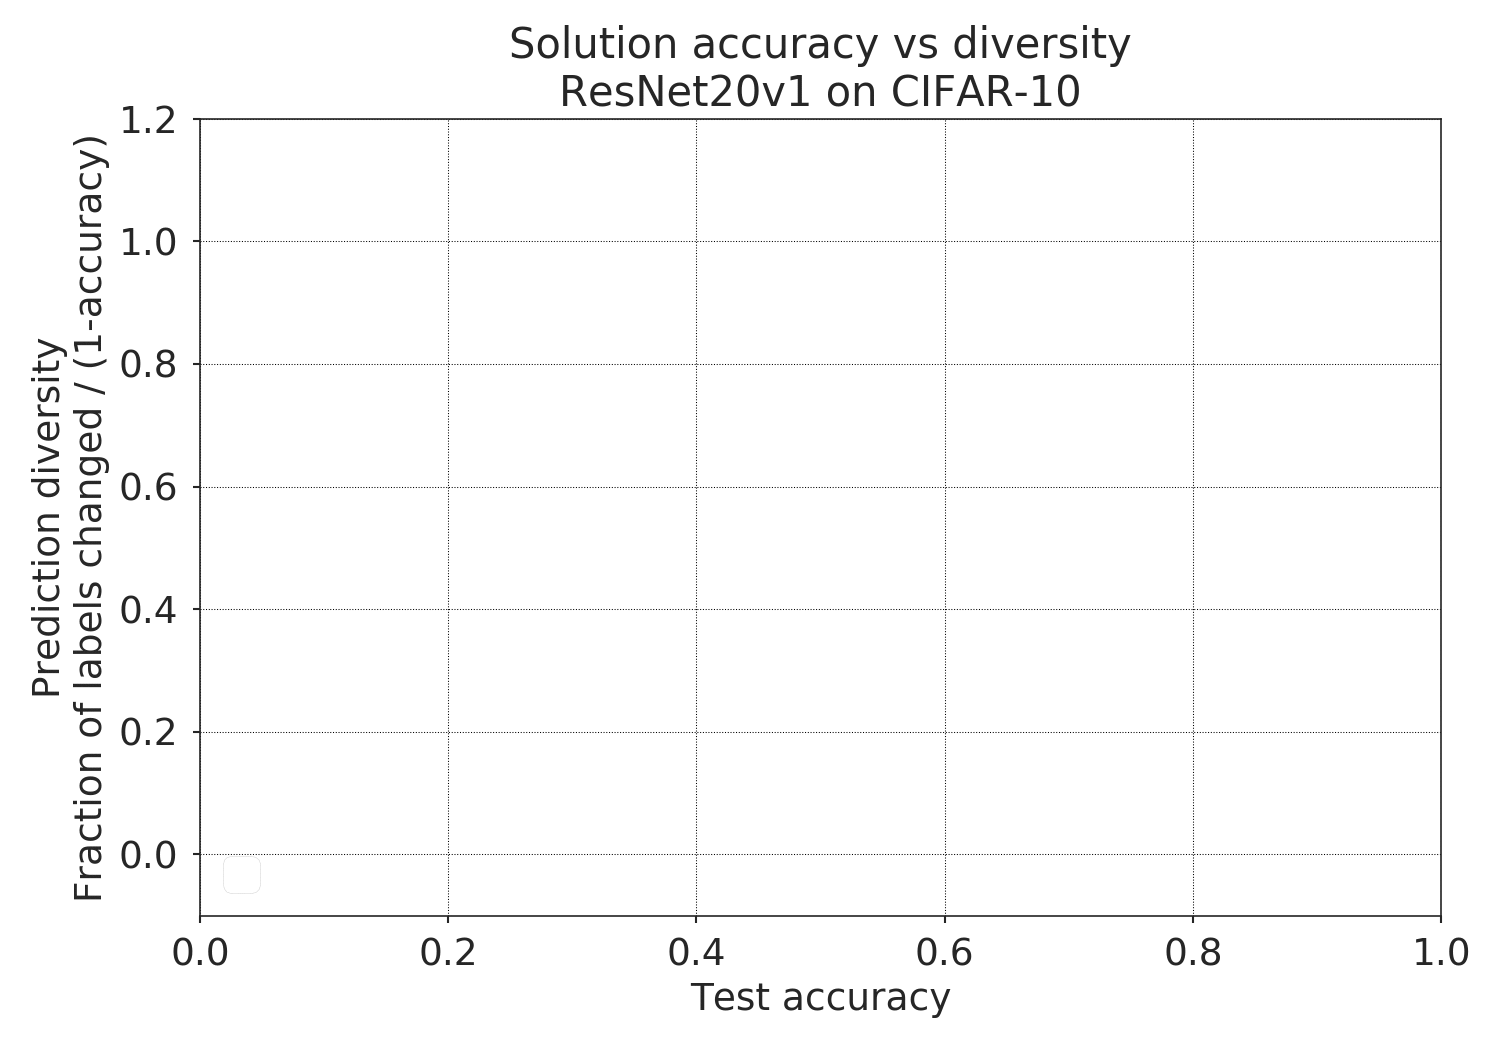 Solution accuracy vs diversity
ResNet20v1 on CIFAR-10
Prediction diversity
Fraction of labels changed / (1-accuracy)
1.2
1.0
0.8
0.6
0.4
0.2
0.0
0.0 0.2 0.4 0.6 0.8 1.0
Test accuracy